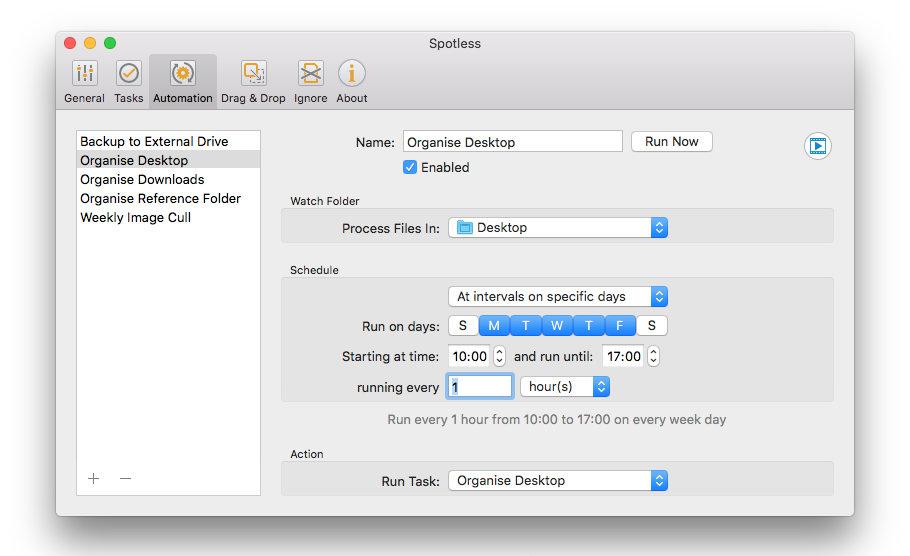 Spotless
General Tasks Automation Drag & Drop Ignore About
Backup to External Drive
Organise Desktop
Organise Downloads
Organise Reference Folder
Weekly Image Cull
Name: Organise Desktop Run Now
Enabled
Watch Folder
Process Files In: Desktop
Schedule
At intervals on specific days
Run on days: S M T W T F S
Starting at time: 10:00 and run until: 17:00
running every 1 hour(s)
Run every 1 hour from 10:00 to 17:00 on every week day
Action
Run Task: Organise Desktop